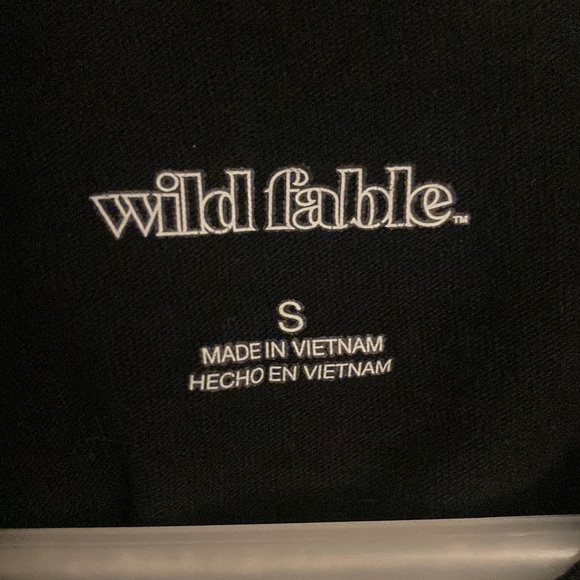 wild fable™
S
MADE IN VIETNAM
HECHO EN VIETNAM